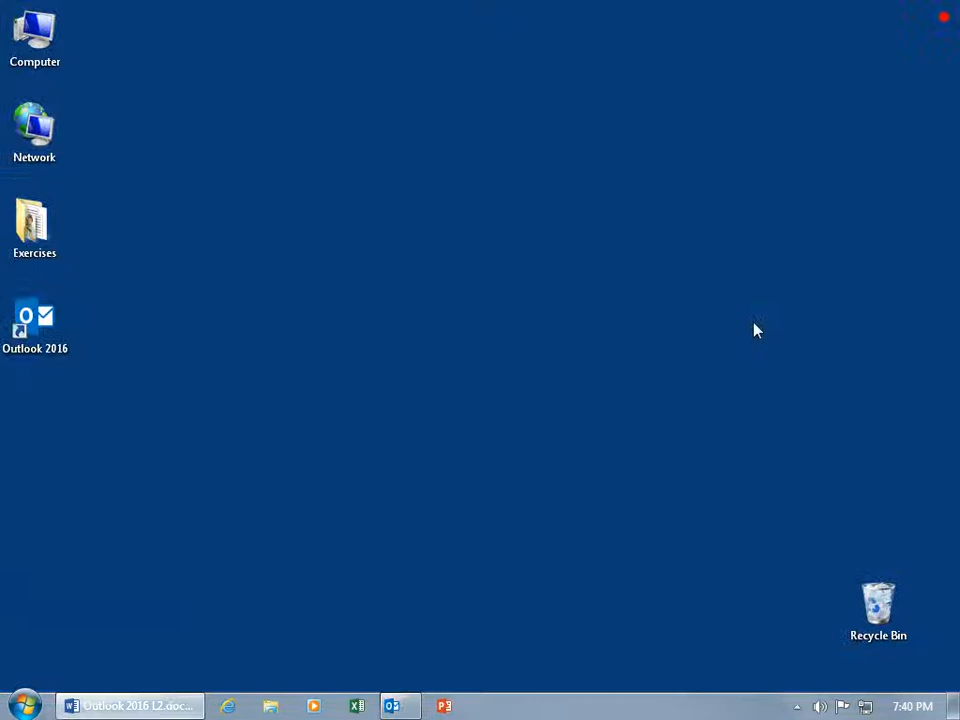 Computer
Network
Exercises
Outlook 2016
Recycle Bin
Outlook 2016 L2.doc...
7:40 PM